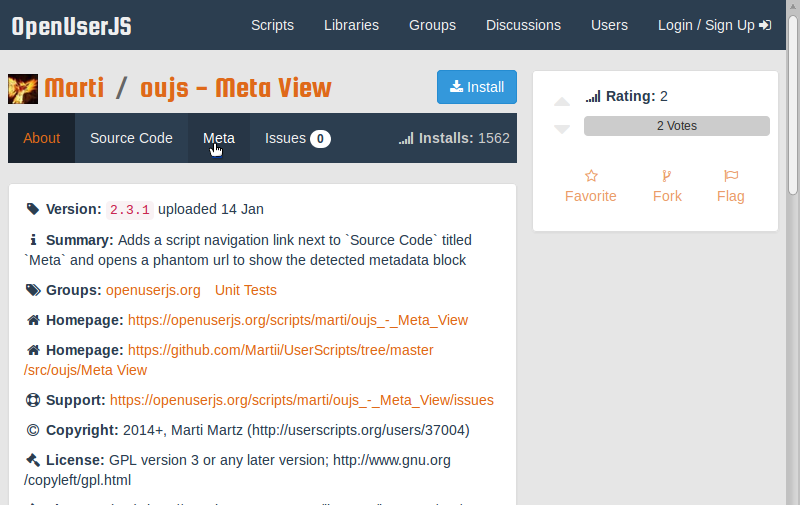 OpenUserJS Scripts Libraries Groups Discussions Users Login / Sign Up
Marti / oujs - Meta View
Install
About Source Code Meta Issues 0 Installs: 1562
Version: 2.3.1 uploaded 14 Jan
Summary: Adds a script navigation link next to `Source Code` titled
`Meta` and opens a phantom url to show the detected metadata block
Groups: openuserjs.org Unit Tests
Homepage: https://openuserjs.org/scripts/marti/oujs_-_Meta_View
Homepage: https://github.com/Martii/UserScripts/tree/master
/src/oujs/Meta View
Support: https://openuserjs.org/scripts/marti/oujs_-_Meta_View/issues
Copyright: 2014+, Marti Martz (http://userscripts.org/users/37004)
License: GPL version 3 or any later version; http://www.gnu.org
/copyleft/gpl.html
Rating: 2
2 Votes
Favorite Fork Flag